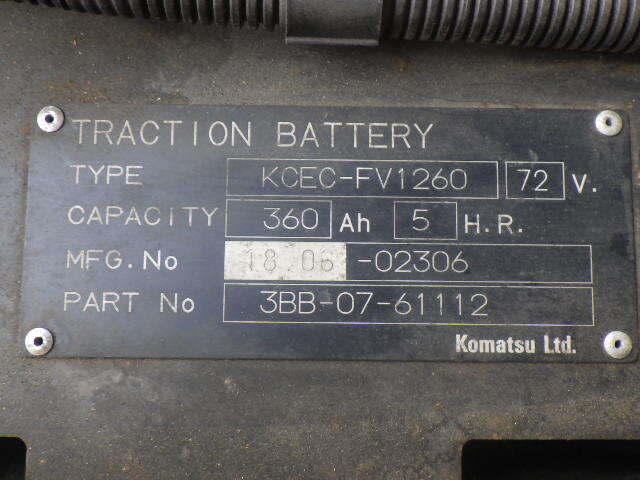 TRACTION BATTERY
TYPE KCEC-FV1260 72 V.
CAPACITY 360 Ah 5 H.R.
MFG.No 18 06 -02306
PART No 3BB-07-61112
Komatsu Ltd.